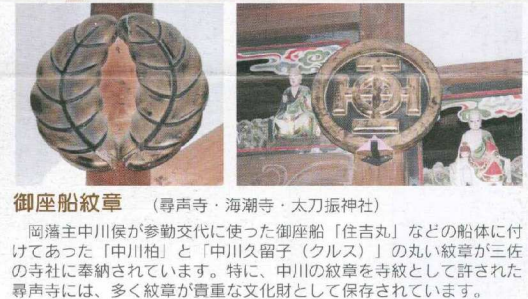 御座船紋章　（尋声寺・海潮寺・太刀振神社）
　岡藩主中川侯が参勤交代に使った御座船「住吉丸」などの船体に付
けてあった「中川柏」と「中川久留子（クルス）」の丸い紋章が三佐
の寺社に奉納されています。特に、中川の紋章を寺紋として許された
尋声寺には、多く紋章が貴重な文化財として保存されています。